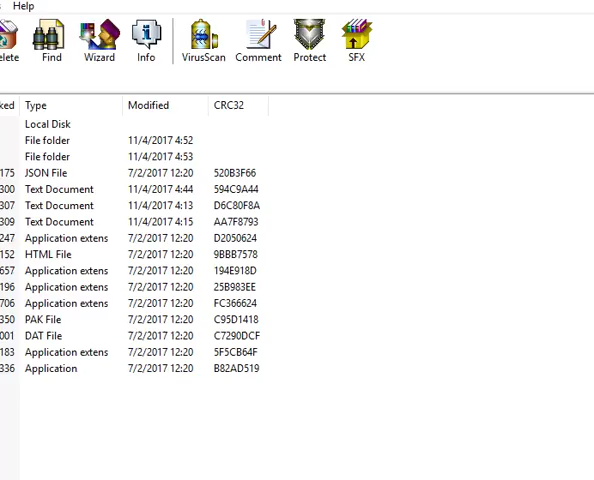 s Help
elete Find Wizard Info VirusScan Comment Protect SFX
ked Type Modified CRC32
Local Disk
File folder 11/4/2017 4:52
File folder 11/4/2017 4:53
175 JSON File 7/2/2017 12:20 520B3F66
300 Text Document 11/4/2017 4:44 594C9A44
307 Text Document 11/4/2017 4:13 D6C80F8A
309 Text Document 11/4/2017 4:15 AA7F8793
247 Application extens 7/2/2017 12:20 D2050624
152 HTML File 7/2/2017 12:20 9BBB7578
657 Application extens 7/2/2017 12:20 194E918D
196 Application extens 7/2/2017 12:20 25B983EE
706 Application extens 7/2/2017 12:20 FC366624
350 PAK File 7/2/2017 12:20 C95D1418
001 DAT File 7/2/2017 12:20 C7290DCF
183 Application extens 7/2/2017 12:20 5F5CB64F
336 Application 7/2/2017 12:20 B82AD519